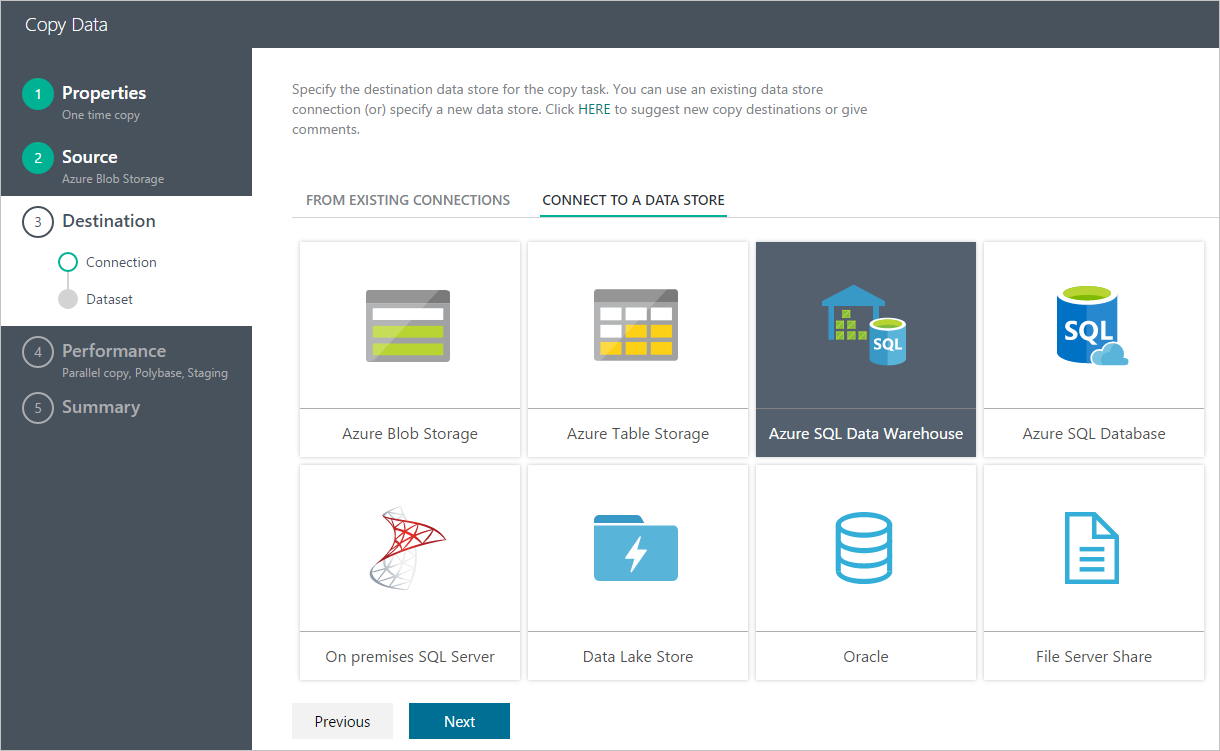 Copy Data
1 Properties
One time copy
2 Source
Azure Blob Storage
3 Destination
Connection
Dataset
4 Performance
Parallel copy, Polybase, Staging
5 Summary
Specify the destination data store for the copy task. You can use an existing data store
connection (or) specify a new data store. Click HERE to suggest new copy destinations or give
comments.
FROM EXISTING CONNECTIONS CONNECT TO A DATA STORE
SQL SQL
Azure Blob Storage Azure Table Storage Azure SQL Data Warehouse Azure SQL Database
On premises SQL Server Data Lake Store Oracle File Server Share
Previous Next